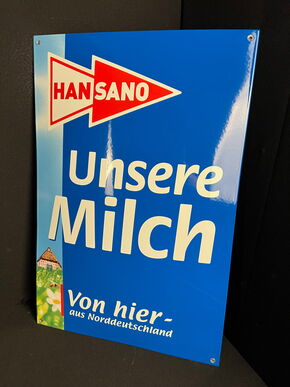 HANSANO
Unsere
Milch
Von hier-
aus Norddeutschland